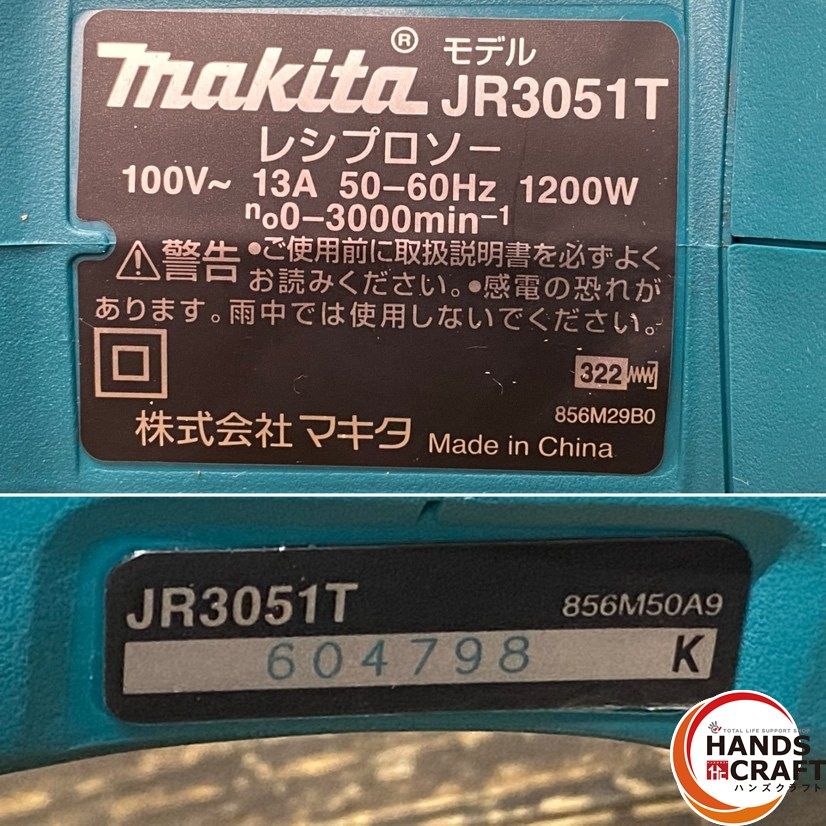 makita® モデル JR3051T
レシプロソー
100V~ 13A 50-60Hz 1200W
n₀0-3000min⁻¹
⚠警告 •ご使用前に取扱説明書を必ずよく
お読みください。•感電の恐れが
あります。雨中では使用しないでください。
322
856M29B0
株式会社 マキタ Made in China
JR3051T 856M50A9
604798 K
TOTAL LIFE SUPPORT SHOP
HANDS
CRAFT
ハンズクラフト